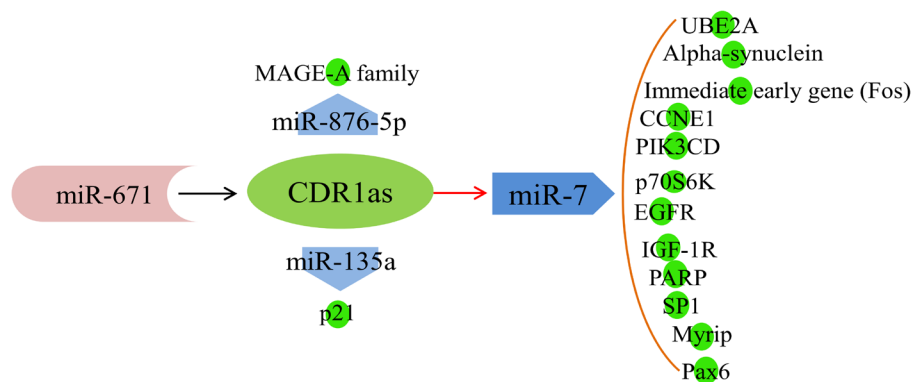 MAGE-A family
miR-876-5p
miR-671
CDR1as
miR-7
miR-135a
p21
UBE2A
Alpha-synuclein
Immediate early gene (Fos)
CCNE1
PIK3CD
p70S6K
EGFR
IGF-1R
PARP
SP1
Myrip
Pax6